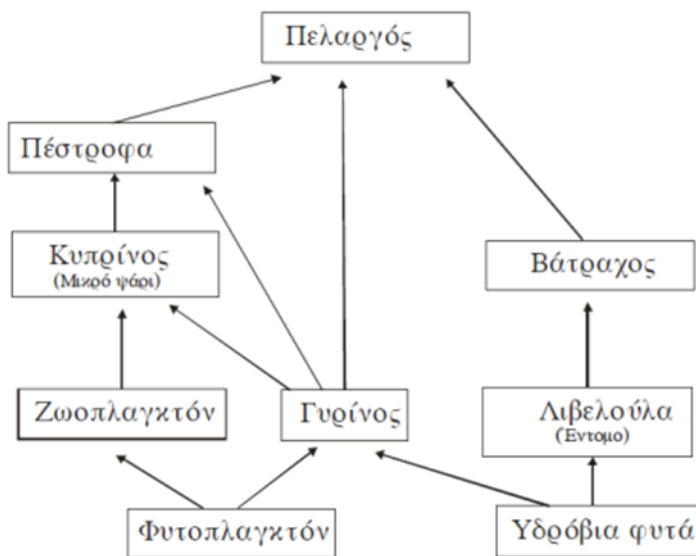 Πελαργός
Πέστροφα
Κυπρίνος
(Μικρό ψάρι)
Βάτραχος
Ζωοπλαγκτόν
Γυρίνος
Λιβελούλα
(Έντομο)
Φυτοπλαγκτόν
Υδρόβια φυτά